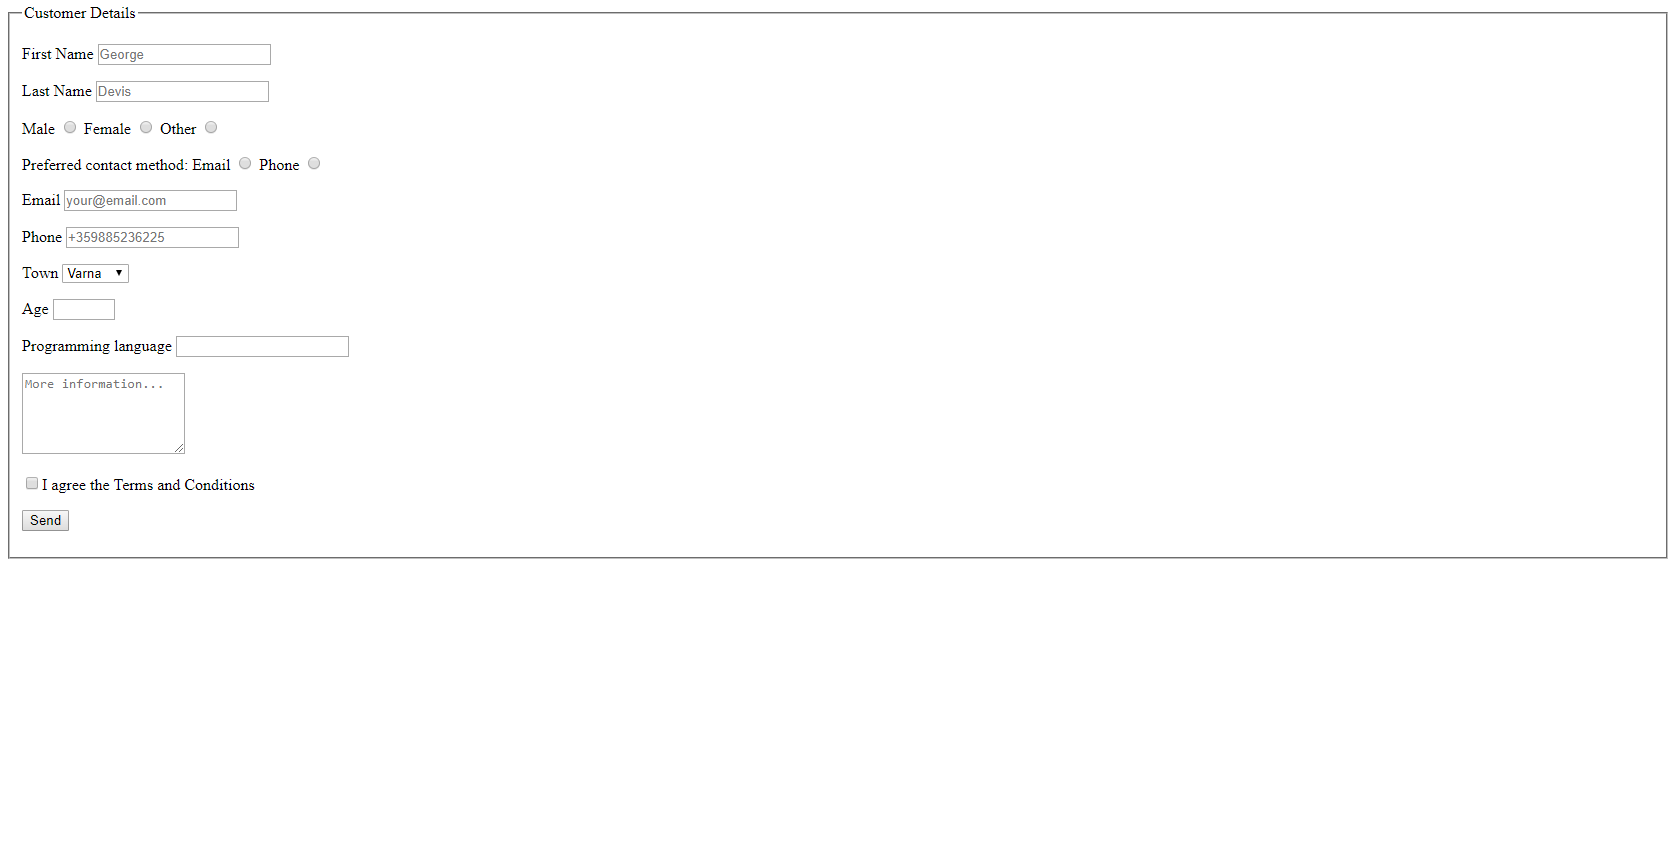 Customer Details
First Name George
Last Name Devis
Male Female Other
Preferred contact method: Email Phone
Email your@email.com
Phone +359885236225
Town Varna
Age
Programming language
More information...
I agree the Terms and Conditions
Send